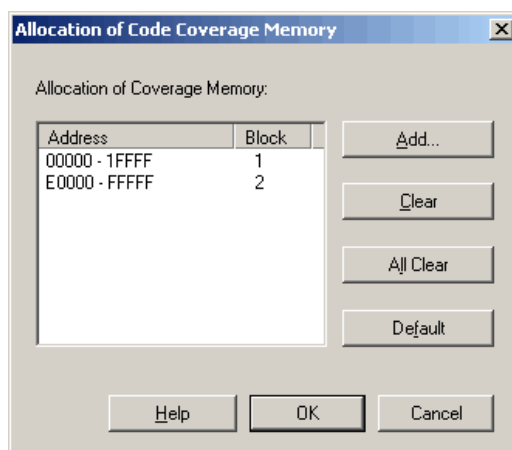 Allocation of Code Coverage Memory
Allocation of Coverage Memory:
Address Block
00000 - 1FFFF 1
E0000 - FFFFF 2
Add...
Clear
All Clear
Default
Help OK Cancel